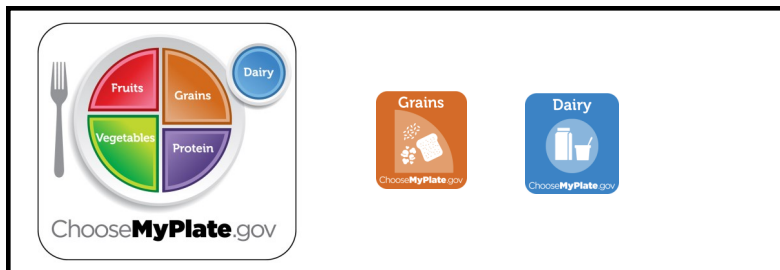 Dairy
Fruits
Grains
Vegetables
Protein
ChooseMyPlate.gov
Grains
ChooseMyPlate.gov
Dairy
ChooseMyPlate.gov